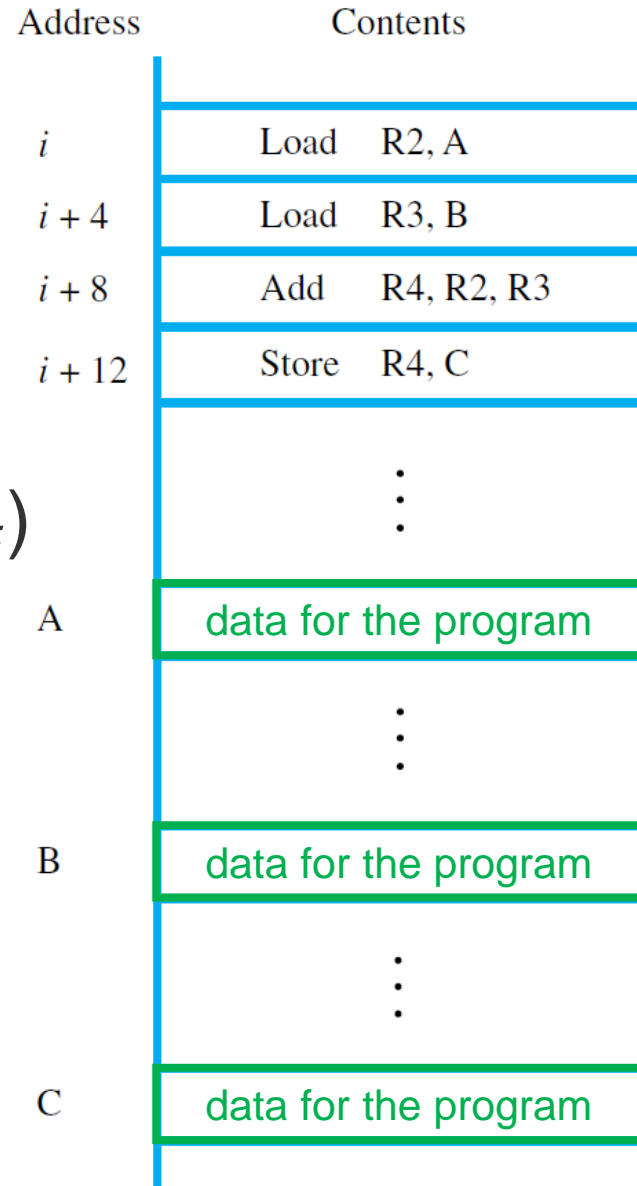 Address Contents
i Load R2, A
i + 4 Load R3, B
i + 8 Add R4, R2, R3
i + 12 Store R4, C
)
A data for the program
B data for the program
C data for the program